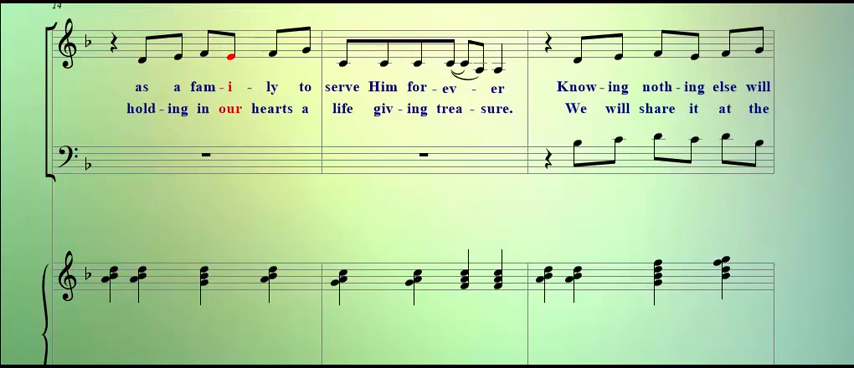 14
as a fam - i - ly to serve Him for - ev - er Know - ing noth - ing else will
hold - ing in our hearts a life giv - ing trea - sure. We will share it at the